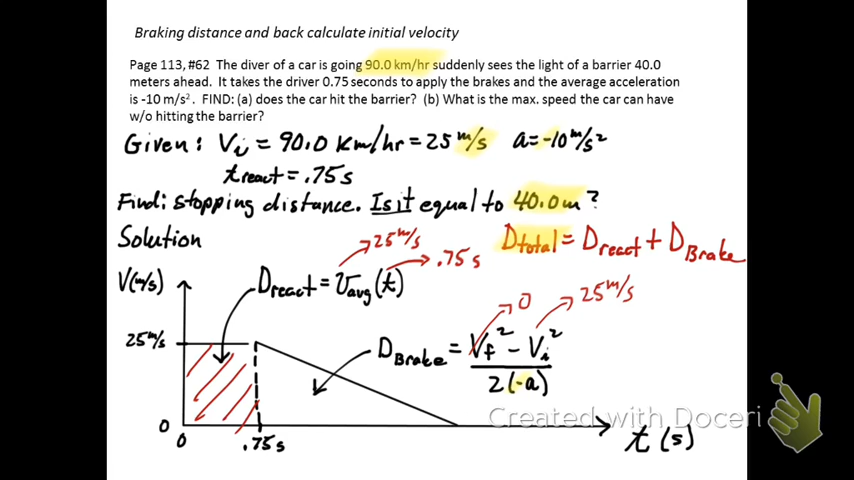 Braking distance and back calculate initial velocity
Page 113, #62 The diver of a car is going 90.0 km/hr suddenly sees the light of a barrier 40.0
meters ahead. It takes the driver 0.75 seconds to apply the brakes and the average acceleration
is -10 m/s². FIND: (a) does the car hit the barrier? (b) What is the max. speed the car can have
w/o hitting the barrier?
Given: Vi = 90.0 Km/hr = 25 m/s a = -10 m/s²
treact = .75 s
Find: stopping distance. Is it equal to 40.0 m?
Solution
Dtotal = Dreact + DBrake
25 m/s
.75 s
V(m/s)
Dreact = Vavg (t)
0
25 m/s
25 m/s
DBrake = Vf² - Vi²
2(-a)
Created with Doceri
0
0
.75 s
t (s)